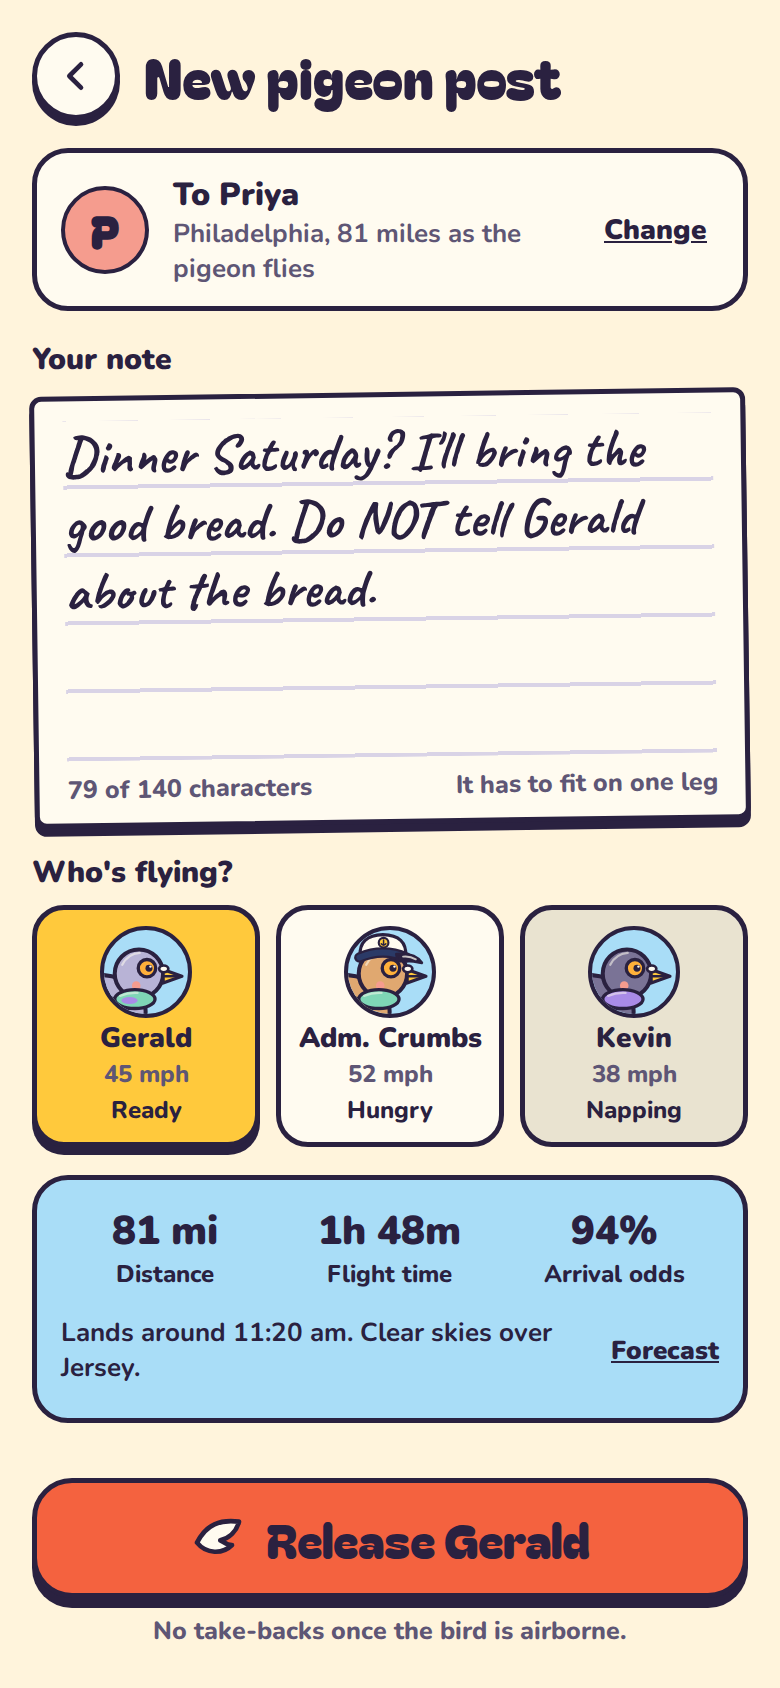 New pigeon post
P
To Priya
Philadelphia, 81 miles as the
pigeon flies
Change
Your note
Dinner Saturday? I'll bring the
good bread. Do NOT tell Gerald
about the bread.
79 of 140 characters
It has to fit on one leg
Who's flying?
Gerald
45 mph
Ready
Adm. Crumbs
52 mph
Hungry
Kevin
38 mph
Napping
81 mi
Distance
1h 48m
Flight time
94%
Arrival odds
Lands around 11:20 am. Clear skies over
Jersey.
Forecast
Release Gerald
No take-backs once the bird is airborne.